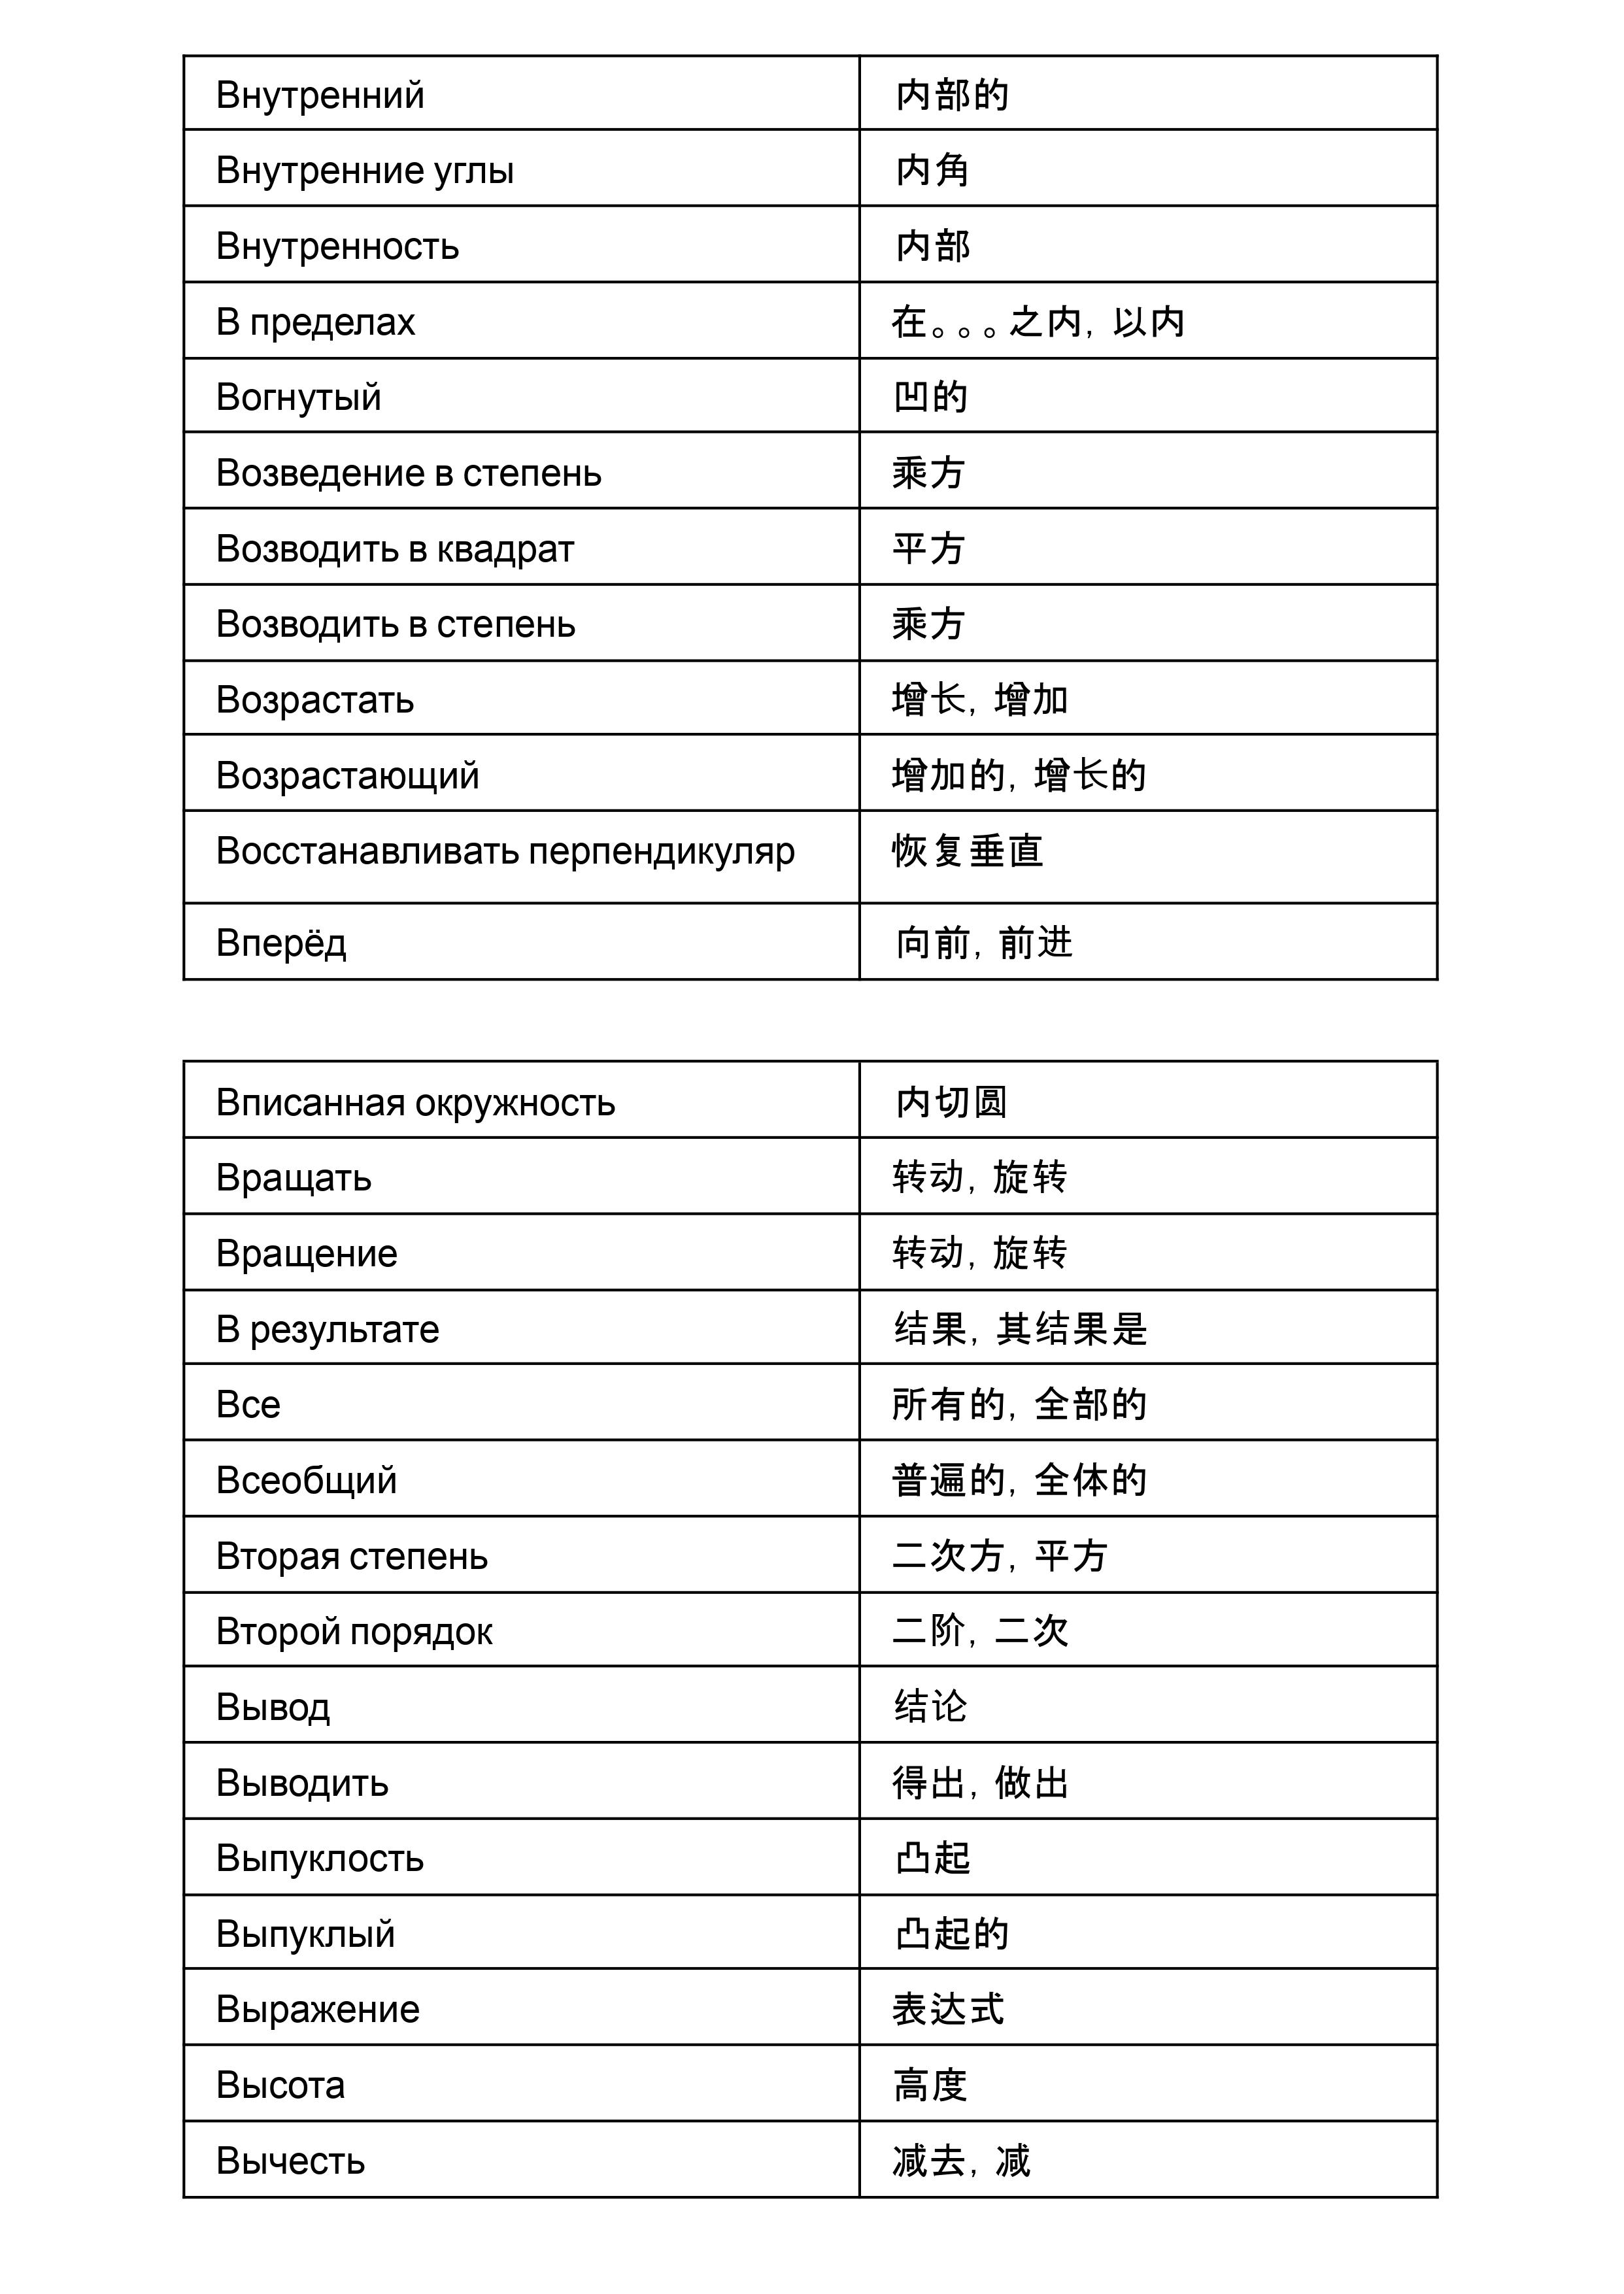 Внутренний 内部的
Внутренние углы 内角
Внутренность 内部
В пределах 在。。。之内, 以内
Вогнутый 凹的
Возведение в степень 乘方
Возводить в квадрат 平方
Возводить в степень 乘方
Возрастать 增长, 增加
Возрастающий 增加的, 增长的
Восстанавливать перпендикуляр 恢复垂直
Вперёд 向前, 前进
Вписанная окружность 内切圆
Вращать 转动, 旋转
Вращение 转动, 旋转
В результате 结果, 其结果是
Все 所有的, 全部的
Всеобщий 普遍的, 全体的
Вторая степень 二次方, 平方
Второй порядок 二阶, 二次
Вывод 结论
Выводить 得出, 做出
Выпуклость 凸起
Выпуклый 凸起的
Выражение 表达式
Высота 高度
Вычесть 减去, 减